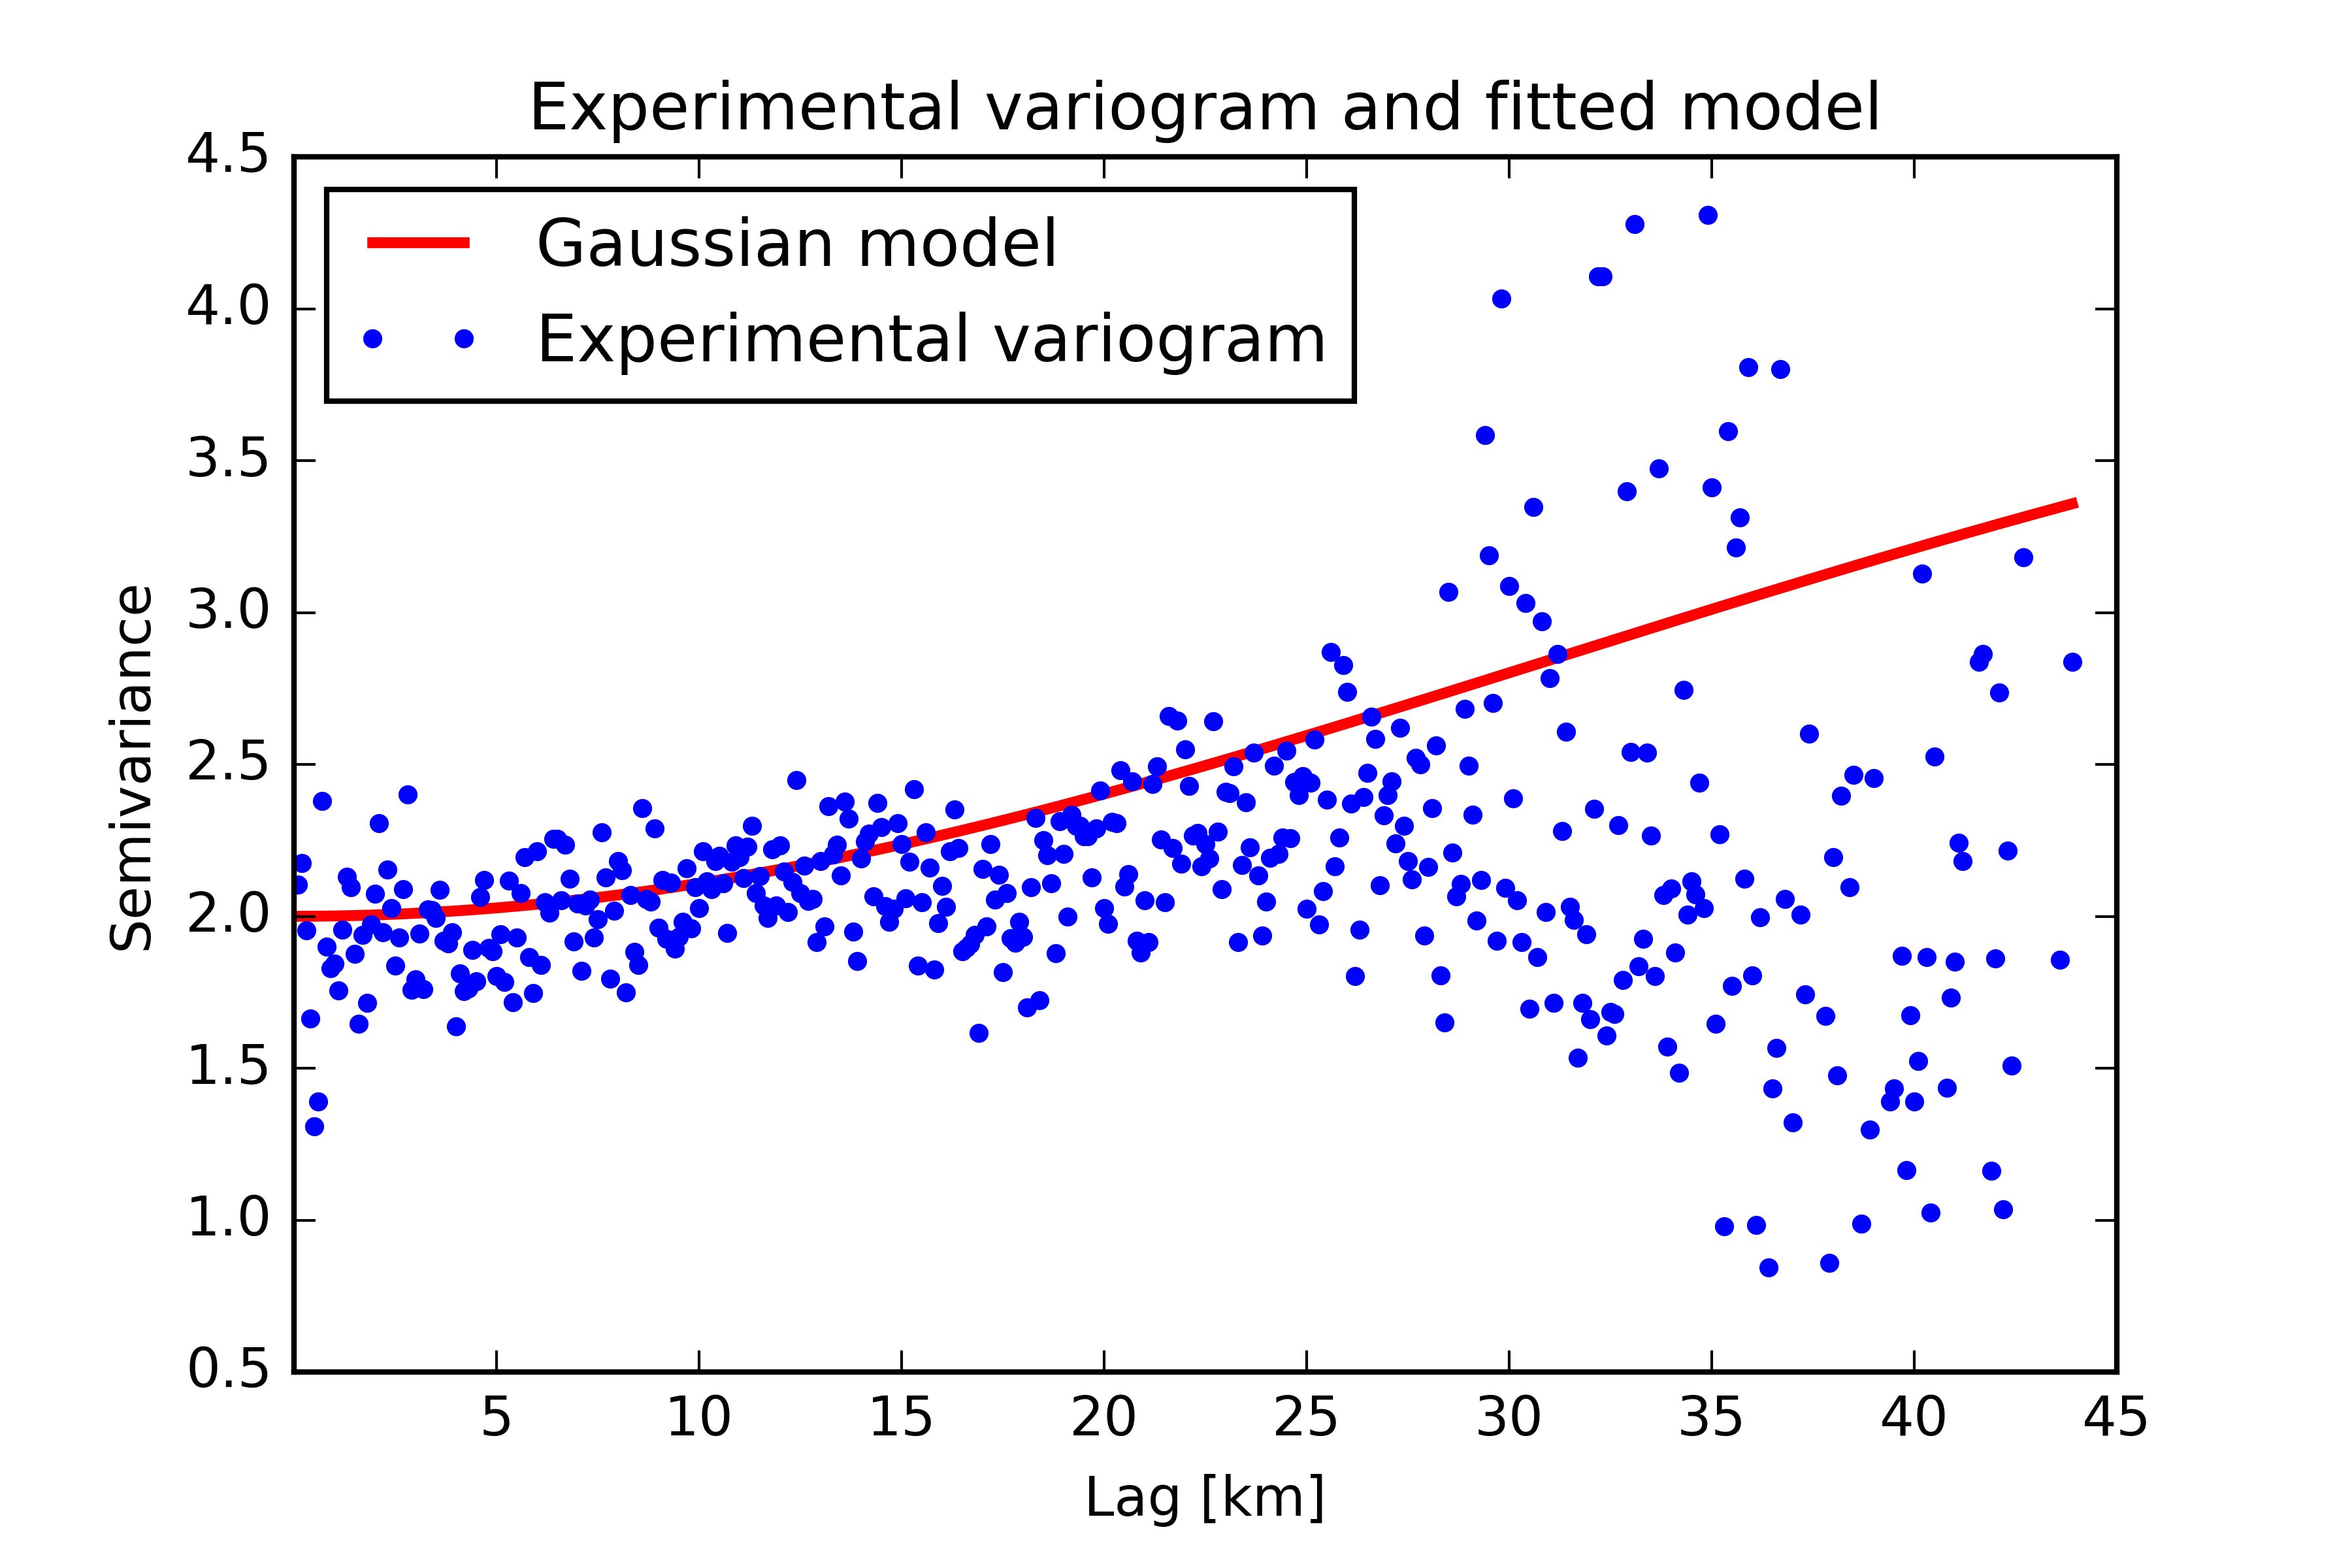 Experimental variogram and fitted model
4.5
4.0
3.5
3.0
2.5
2.0
1.5
1.0
0.5
Semivariance
Gaussian model
Experimental variogram
5 10 15 20 25 30 35 40 45
Lag [km]